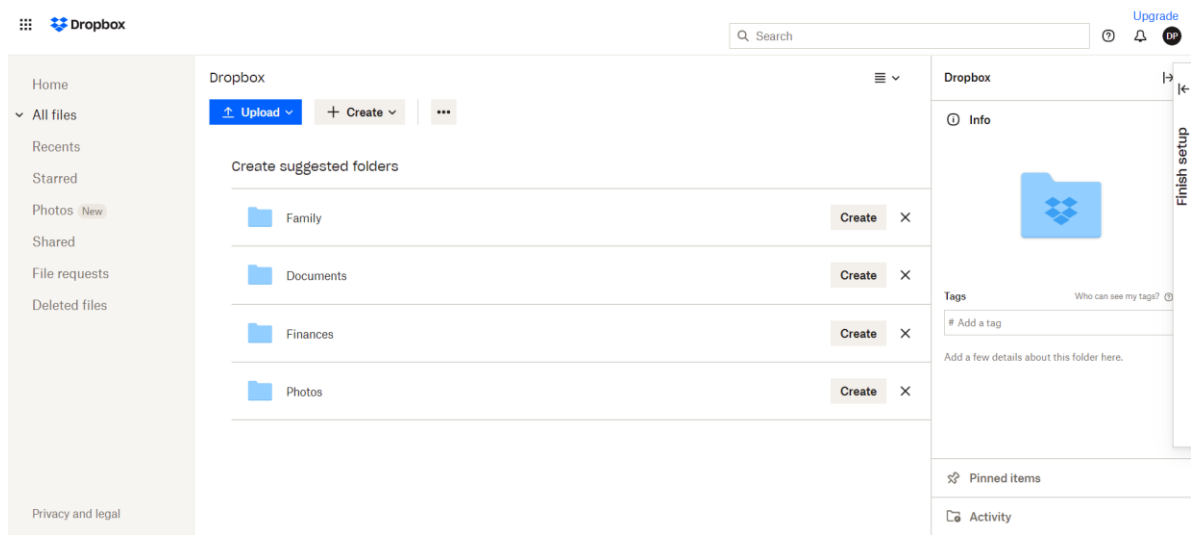 Dropbox
Upgrade
Search
DP
Home
All files
Recents
Starred
Photos New
Shared
File requests
Deleted files
Privacy and legal
Dropbox
Upload
Create
Create suggested folders
Family Create
Documents Create
Finances Create
Photos Create
Dropbox
Info
Tags Who can see my tags?
# Add a tag
Add a few details about this folder here.
Pinned items
Activity
Finish setup